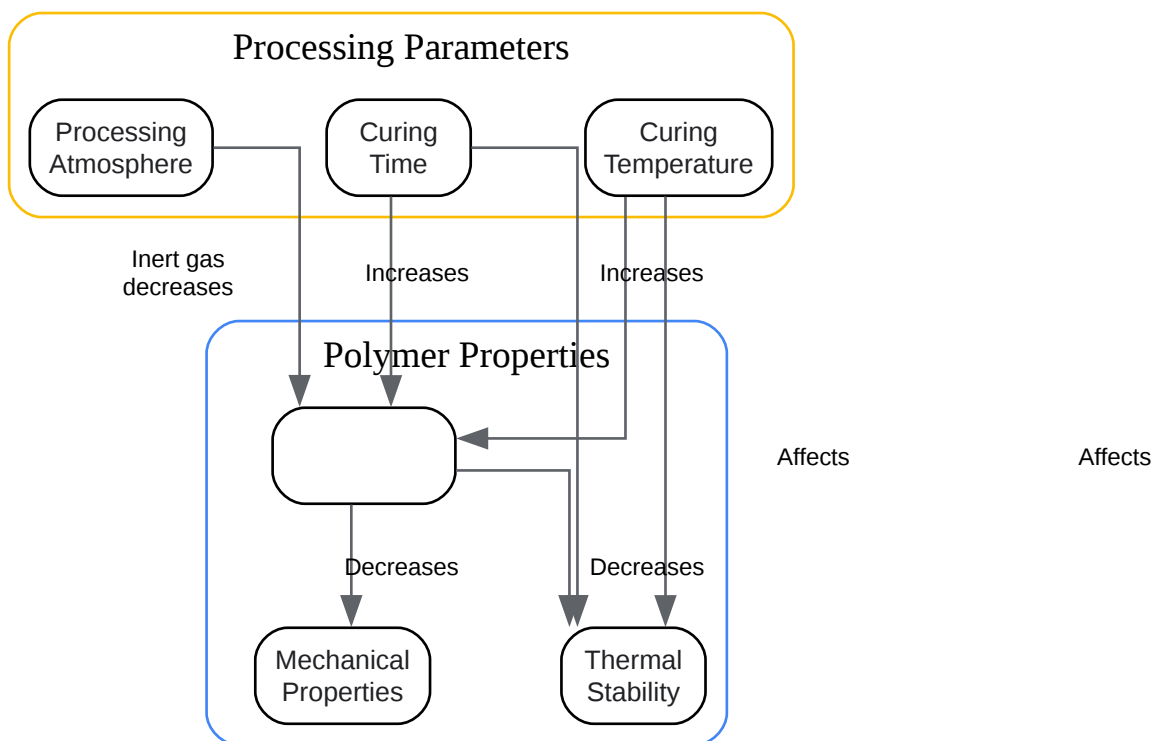 Processing Parameters
Processing
Atmosphere
Curing
Time
Curing
Temperature
Inert gas
decreases
Increases
Increases
Polymer Properties
Affects
Affects
Decreases
Decreases
Mechanical
Properties
Thermal
Stability